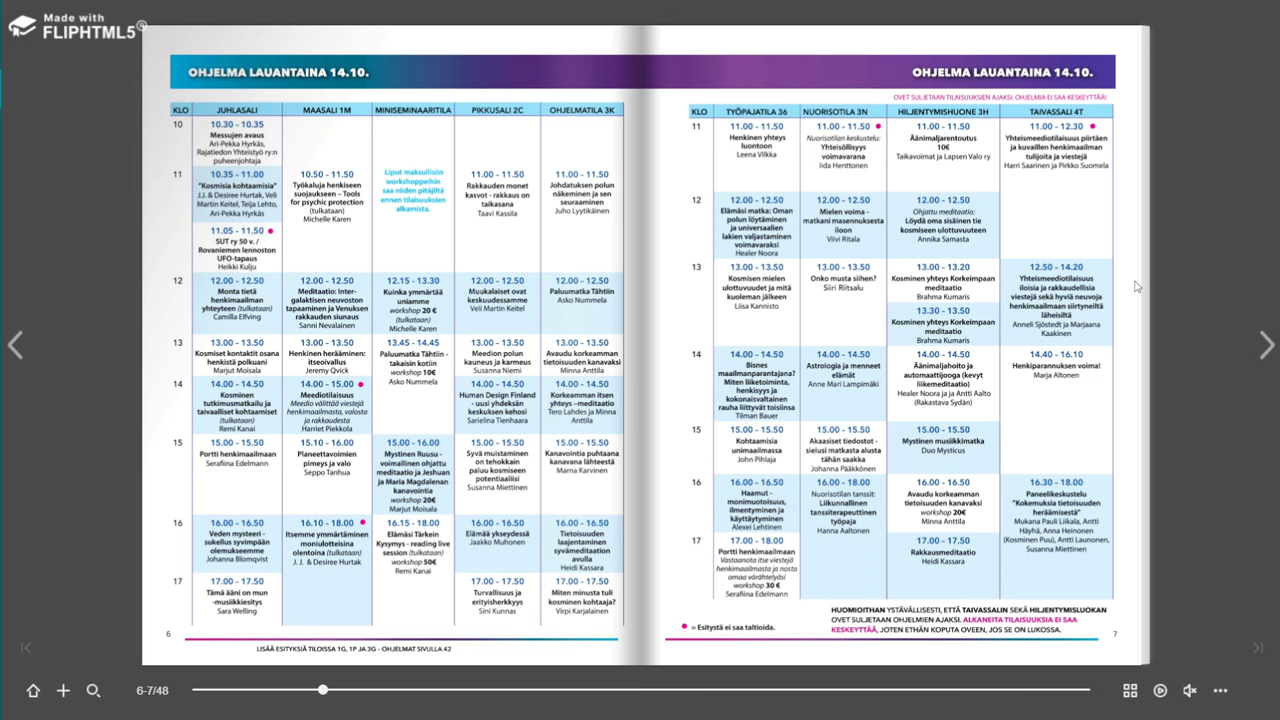 Made with
FLIPHTML5
OHJELMA LAUANTAINA 14.10.
KLO
JUHLASALI
MAASALI 1M
MINISEMINAARITILA
PIKKUSALI 2C
OHJELMATILA 3K
10
10.30 - 10.35
Messujen avaus
Ari-Pekka Hyrkäs,
Rajatiedon Yhteistyö ry:n
puheenjohtaja
11
10.35 - 11.00
"Kosmisia kohtaamisia"
J.J. & Desiree Hurtak, Veli
Martin Keitel, Teija Lehto,
Ari-Pekka Hyrkäs
11.05 - 11.50
SUT ry 50 v. /
Rovaniemen lennoston
UFO-tapaus
Heikki Kulju
10.50 - 11.50
Työkaluja henkiseen
suojaukseen – Tools
for psychic protection
(tulkataan)
Michelle Karen
Liput maksullisiin
workshoppeihin
saa niiden pitäjiltä
ennen tilaisuuksien
alkamista.
11.00 - 11.50
Rakkauden monet
kasvot - rakkaus on
taikasana
Taavi Kassila
11.00 - 11.50
Johdatuksen polun
näkeminen ja sen
seuraaminen
Juho Lyytikäinen
12
12.00 - 12.50
Monta tietä
henkimaailman
yhteyteen (tulkataan)
Camilla Elfving
12.00 - 12.50
Meditaatio: Inter-
galaktisen neuvoston
tapaaminen ja Venuksen
rakkauden siunaus
Sanni Nevalainen
12.15 - 13.30
Kuinka ymmärtää
uniamme
workshop 20 €
(tulkataan)
Michelle Karen
12.00 - 12.50
Muukalaiset ovat
keskuudessamme
Veli Martin Keitel
12.00 - 12.50
Paluumatka Tähtiin
Asko Nummela
13
13.00 - 13.50
Kosmiset kontaktit osana
henkistä polkuani
Marjut Moisala
13.00 - 13.50
Henkinen herääminen:
itseoivallus
Jeremy Qvick
13.45 - 14.45
Paluumatka Tähtiin -
takaisin kotiin
workshop 10€
Asko Nummela
13.00 - 13.50
Meedion polun
kauneus ja karmeus
Susanna Niemi
13.00 - 13.50
Avaudu korkeamman
tietoisuuden kanavaksi
Minna Anttila
14
14.00 - 14.50
Kosminen
tutkimusmatkailu ja
taivaalliset kohtaamiset
(tulkataan)
Remi Kanai
14.00 - 15.00
Meediotilaisuus
Meedio välittää viestejä
henkimaailmasta, valosta
ja rakkaudesta
Harriet Piekkola
14.00 - 14.50
Human Design Finland
- uusi yhdeksän
keskuksen kehosi
Sarielina Tienhaara
14.00 - 14.50
Korkeamman itsen
yhteys –meditaatio
Tero Lahdes ja Minna
Anttila
15
15.00 - 15.50
Portti henkimaailmaan
Serafiina Edelmann
15.10 - 16.00
Planeettavoimien
pimeys ja valo
Seppo Tanhua
15.00 - 16.00
Mystinen Ruusu -
voimallinen ohjattu
meditaatio ja Jeshuan
ja Maria Magdalenan
kanavointia
workshop 20€
Marjut Moisala
15.00 - 15.50
Syvä muistaminen
on tehokkain
paluu kosmiseen
potentiaaliisi
Susanna Miettinen
15.00 - 15.50
Kanavointia puhtaana
kanavana lähteestä
Marna Karvinen
16
16.00 - 16.50
Veden mysteeri -
sukellus syvimpään
olemukseemme
Johanna Blomqvist
16.10 - 18.00
Itsemme ymmärtäminen
moniulotteisina
olentoina (tulkataan)
J. J. & Desiree Hurtak
16.15 - 18.00
Elämäsi Tärkein
Kysymys - reading live
session (tulkataan)
workshop 50€
Remi Kanai
16.00 - 16.50
Elämää ykseydessä
Jaakko Muhonen
16.00 - 16.50
Tietoisuuden
laajentaminen
syvämeditaation
avulla
Heidi Kassara
17
17.00 - 17.50
Tämä ääni on mun
-musiikkiesitys
Sara Welling
17.00 - 17.50
Turvallisuus ja
erityisherkkyys
Sini Kunnas
17.00 - 17.50
Miten minusta tuli
kosminen kohtaaja?
Virpi Karjalainen
6
LISÄÄ ESITYKSIÄ TILOISSA 1G, 1P JA 3G - OHJELMAT SIVULLA 42
OHJELMA LAUANTAINA 14.10.
OVET SULJETAAN TILAISUUKSIEN AJAKSI. OHJELMIA EI SAA KESKEYTTÄÄ!
KLO
TYÖPAJATILA 36
NUORISOTILA 3N
HILJENTYMISHUONE 3H
TAIVASSALI 4T
11
11.00 - 11.50
Henkinen yhteys
luontoon
Leena Vilkka
11.00 - 11.50
Nuorisotilan keskustelu:
Yhteisöllisyys
voimavarana
Iida Henttonen
11.00 - 11.50
Äänimaljarentoutus
10€
Taikavoimat ja Lapsen Valo ry
11.00 - 12.30
Yhteismeediotilaisuus piirtäen
ja kuvaillen henkimaailman
tulijoita ja viestejä
Harri Saarinen ja Pirkko Suomela
12
12.00 - 12.50
Elämäsi matka: Oman
polun löytäminen
ja universaalien
lakien valjastaminen
voimavaraksi
Healer Noora
12.00 - 12.50
Mielen voima -
matkani masennuksesta
iloon
Viivi Ritala
12.00 - 12.50
Ohjattu meditaatio:
Löydä oma sisäinen tie
kosmiseen ulottuvuuteen
Annika Samasta
13
13.00 - 13.50
Kosmisen mielen
ulottuvuudet ja mitä
kuoleman jälkeen
Liisa Kannisto
13.00 - 13.50
Onko musta siihen?
Siiri Riitsalu
13.00 - 13.20
Kosminen yhteys Korkeimpaan
meditaatio
Brahma Kumaris
13.30 - 13.50
Kosminen yhteys Korkeimpaan
meditaatio
Brahma Kumaris
12.50 - 14.20
Yhteismeediotilaisuus
iloisia ja rakkaudellisia
viestejä sekä hyviä neuvoja
henkimaailmaan siirtyneiltä
läheisiltä
Anneli Sjöstedt ja Marjaana
Kaakinen
14
14.00 - 14.50
Bisnes
maailmanparantajana?
Miten liiketoiminta,
henkisyys ja
kokonaisvaltainen
rauha liittyvät toisiinsa
Tilman Bauer
14.00 - 14.50
Astrologia ja menneet
elämät
Anne Mari Lampimäki
14.00 - 14.50
Äänimaljahoito ja
automaattijooga (kevyt
liikemeditaatio)
Healer Noora ja ja Antti Aalto
(Rakastava Sydän)
14.40 - 16.10
Henkiparannuksen voima!
Marja Altonen
15
15.00 - 15.50
Kohtaamisia
unimaailmassa
John Pihlaja
15.00 - 15.50
Akaasiset tiedostot -
sielusi matkasta alusta
tähän saakka
Johanna Pääkkönen
15.00 - 15.50
Mystinen musiikkimatka
Duo Mysticus
16
16.00 - 16.50
Haamut -
monimuotoisuus,
ilmentyminen ja
käyttäytyminen
Alexei Lehtinen
16.00 - 18.00
Nuorisotilan tanssit:
Liikunnallinen
tanssiterapeuttinen
työpaja
Hanna Aaltonen
16.00 - 16.50
Avaudu korkeamman
tietoisuuden kanavaksi
workshop 20€
Minna Anttila
16.30 - 18.00
Paneelikeskustelu
"Kokemuksia tietoisuuden
heräämisestä"
Mukana Pauli Liikala, Antti
Häyhä, Anna Heinonen
(Kosminen Puu), Antti Launonen,
Susanna Miettinen
17
17.00 - 18.00
Portti henkimaailmaan
Vastaanota itse viestejä
henkimaailmasta ja nosta
omaa värähtelyäsi
workshop 30 €
Serafiina Edelmann
17.00 - 17.50
Rakkausmeditaatio
Heidi Kassara
= Esitystä ei saa taltioida.
HUOMIOITHAN YSTÄVÄLLISESTI, ETTÄ TAIVASSALIN SEKÄ HILJENTYMISLUOKAN
OVET SULJETAAN OHJELMIEN AJAKSI. ALKANEITA TILAISUUKSIA EI SAA
KESKEYTTÄÄ, JOTEN ETHÄN KOPUTA OVEEN, JOS SE ON LUKOSSA.
7
6-7/48